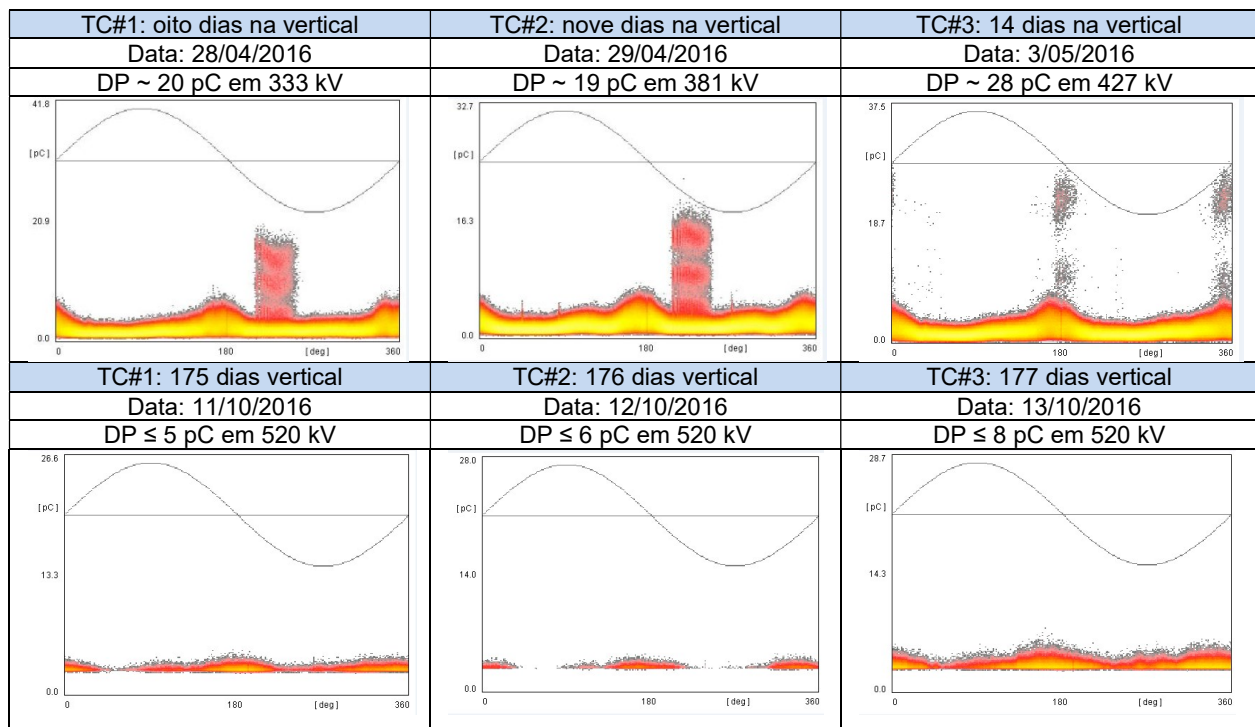 TC#1: oito dias na vertical
TC#2: nove dias na vertical
TC#3: 14 dias na vertical
Data: 28/04/2016
Data: 29/04/2016
Data: 3/05/2016
DP ~ 20 pC em 333 kV
DP ~ 19 pC em 381 kV
DP ~ 28 pC em 427 kV
41.8
[pC]
20.9
0.0
0 180 [deg] 360
32.7
[pC]
16.3
0.0
0 180 [deg] 360
37.5
[pC]
18.7
0.0
0 180 [deg] 360
TC#1: 175 dias vertical
TC#2: 176 dias vertical
TC#3: 177 dias vertical
Data: 11/10/2016
Data: 12/10/2016
Data: 13/10/2016
DP ≤ 5 pC em 520 kV
DP ≤ 6 pC em 520 kV
DP ≤ 8 pC em 520 kV
26.6
[pC]
13.3
0.0
0 180 [deg] 360
28.0
[pC]
14.0
0.0
0 180 [deg] 360
28.7
[pC]
14.3
0.0
0 180 [deg] 360